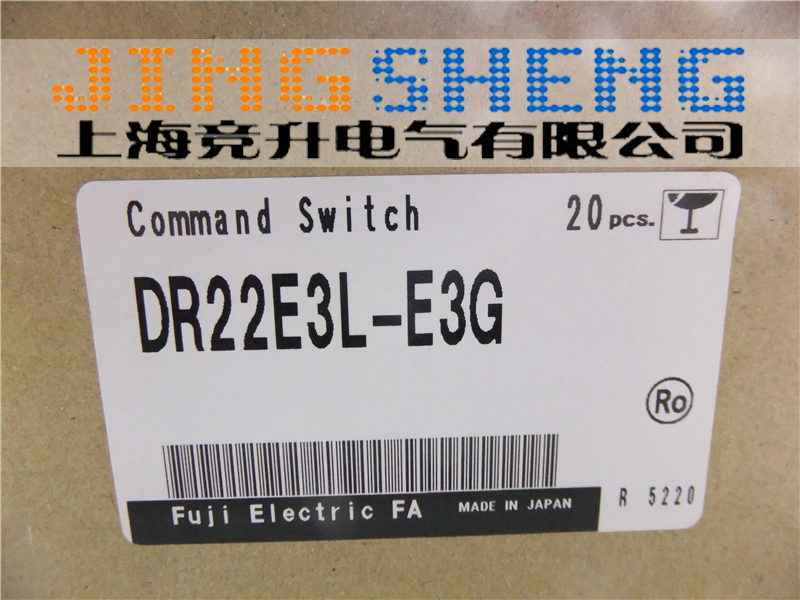 JINGSHENG
上海竞升电气有限公司
Command Switch 20 pcs.
DR22E3L-E3G
Ro
Fuji Electric FA MADE IN JAPAN R 5220